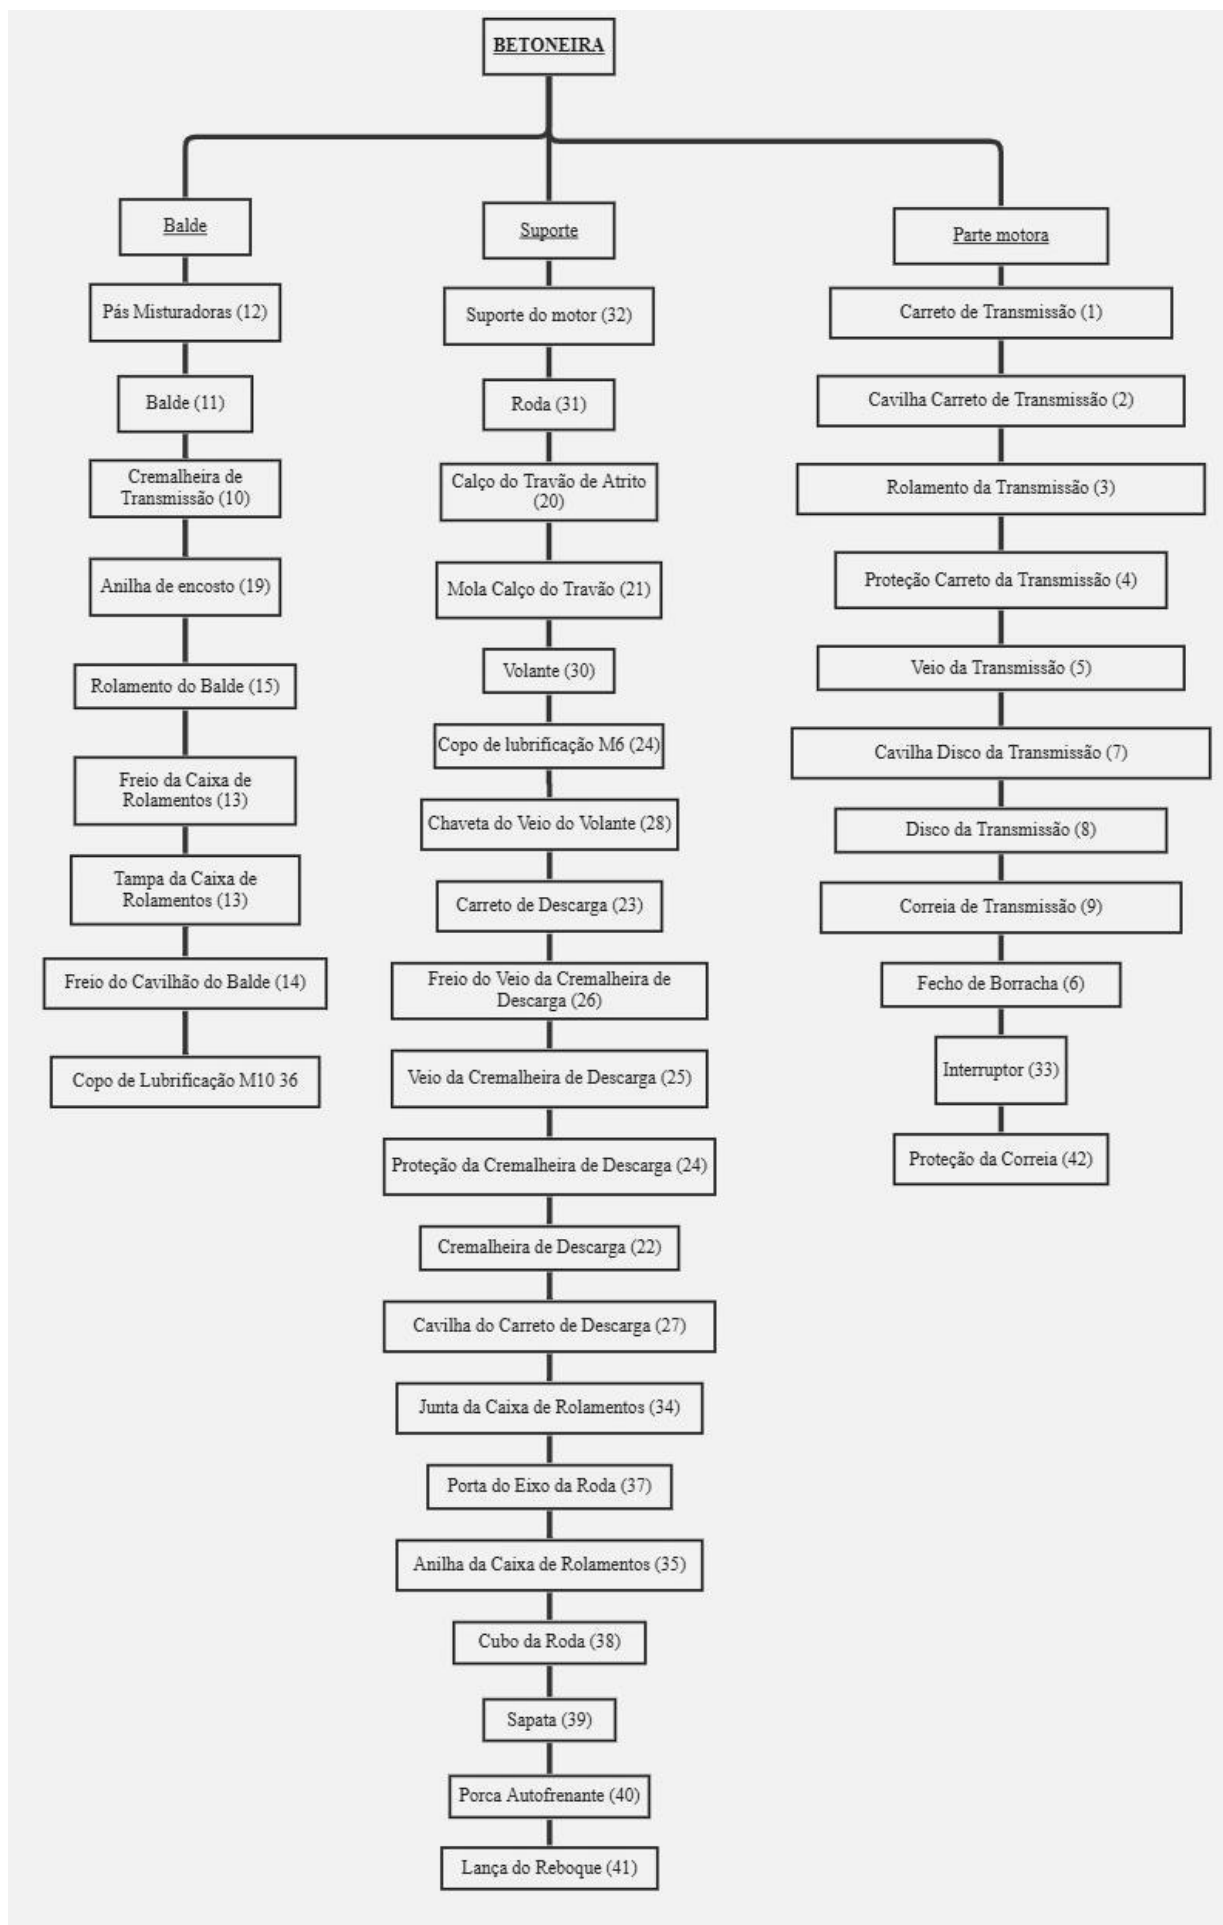 BETONEIRA
Balde
Pás Misturadoras (12)
Balde (11)
Cremalheira de
Transmissão (10)
Anilha de encosto (19)
Rolamento do Balde (15)
Freio da Caixa de
Rolamentos (13)
Tampa da Caixa de
Rolamentos (13)
Freio do Cavilhão do Balde (14)
Copo de Lubrificação M10 36
Suporte
Suporte do motor (32)
Roda (31)
Calço do Travão de Atrito
(20)
Mola Calço do Travão (21)
Volante (30)
Copo de lubrificação M6 (24)
Chaveta do Veio do Volante (28)
Carreto de Descarga (23)
Freio do Veio da Cremalheira de
Descarga (26)
Veio da Cremalheira de Descarga (25)
Proteção da Cremalheira de Descarga (24)
Cremalheira de Descarga (22)
Cavilha do Carreto de Descarga (27)
Junta da Caixa de Rolamentos (34)
Porta do Eixo da Roda (37)
Anilha da Caixa de Rolamentos (35)
Cubo da Roda (38)
Sapata (39)
Porca Autofrenante (40)
Lança do Reboque (41)
Parte motora
Carreto de Transmissão (1)
Cavilha Carreto de Transmissão (2)
Rolamento da Transmissão (3)
Proteção Carreto da Transmissão (4)
Veio da Transmissão (5)
Cavilha Disco da Transmissão (7)
Disco da Transmissão (8)
Correia de Transmissão (9)
Fecho de Borracha (6)
Interruptor (33)
Proteção da Correia (42)